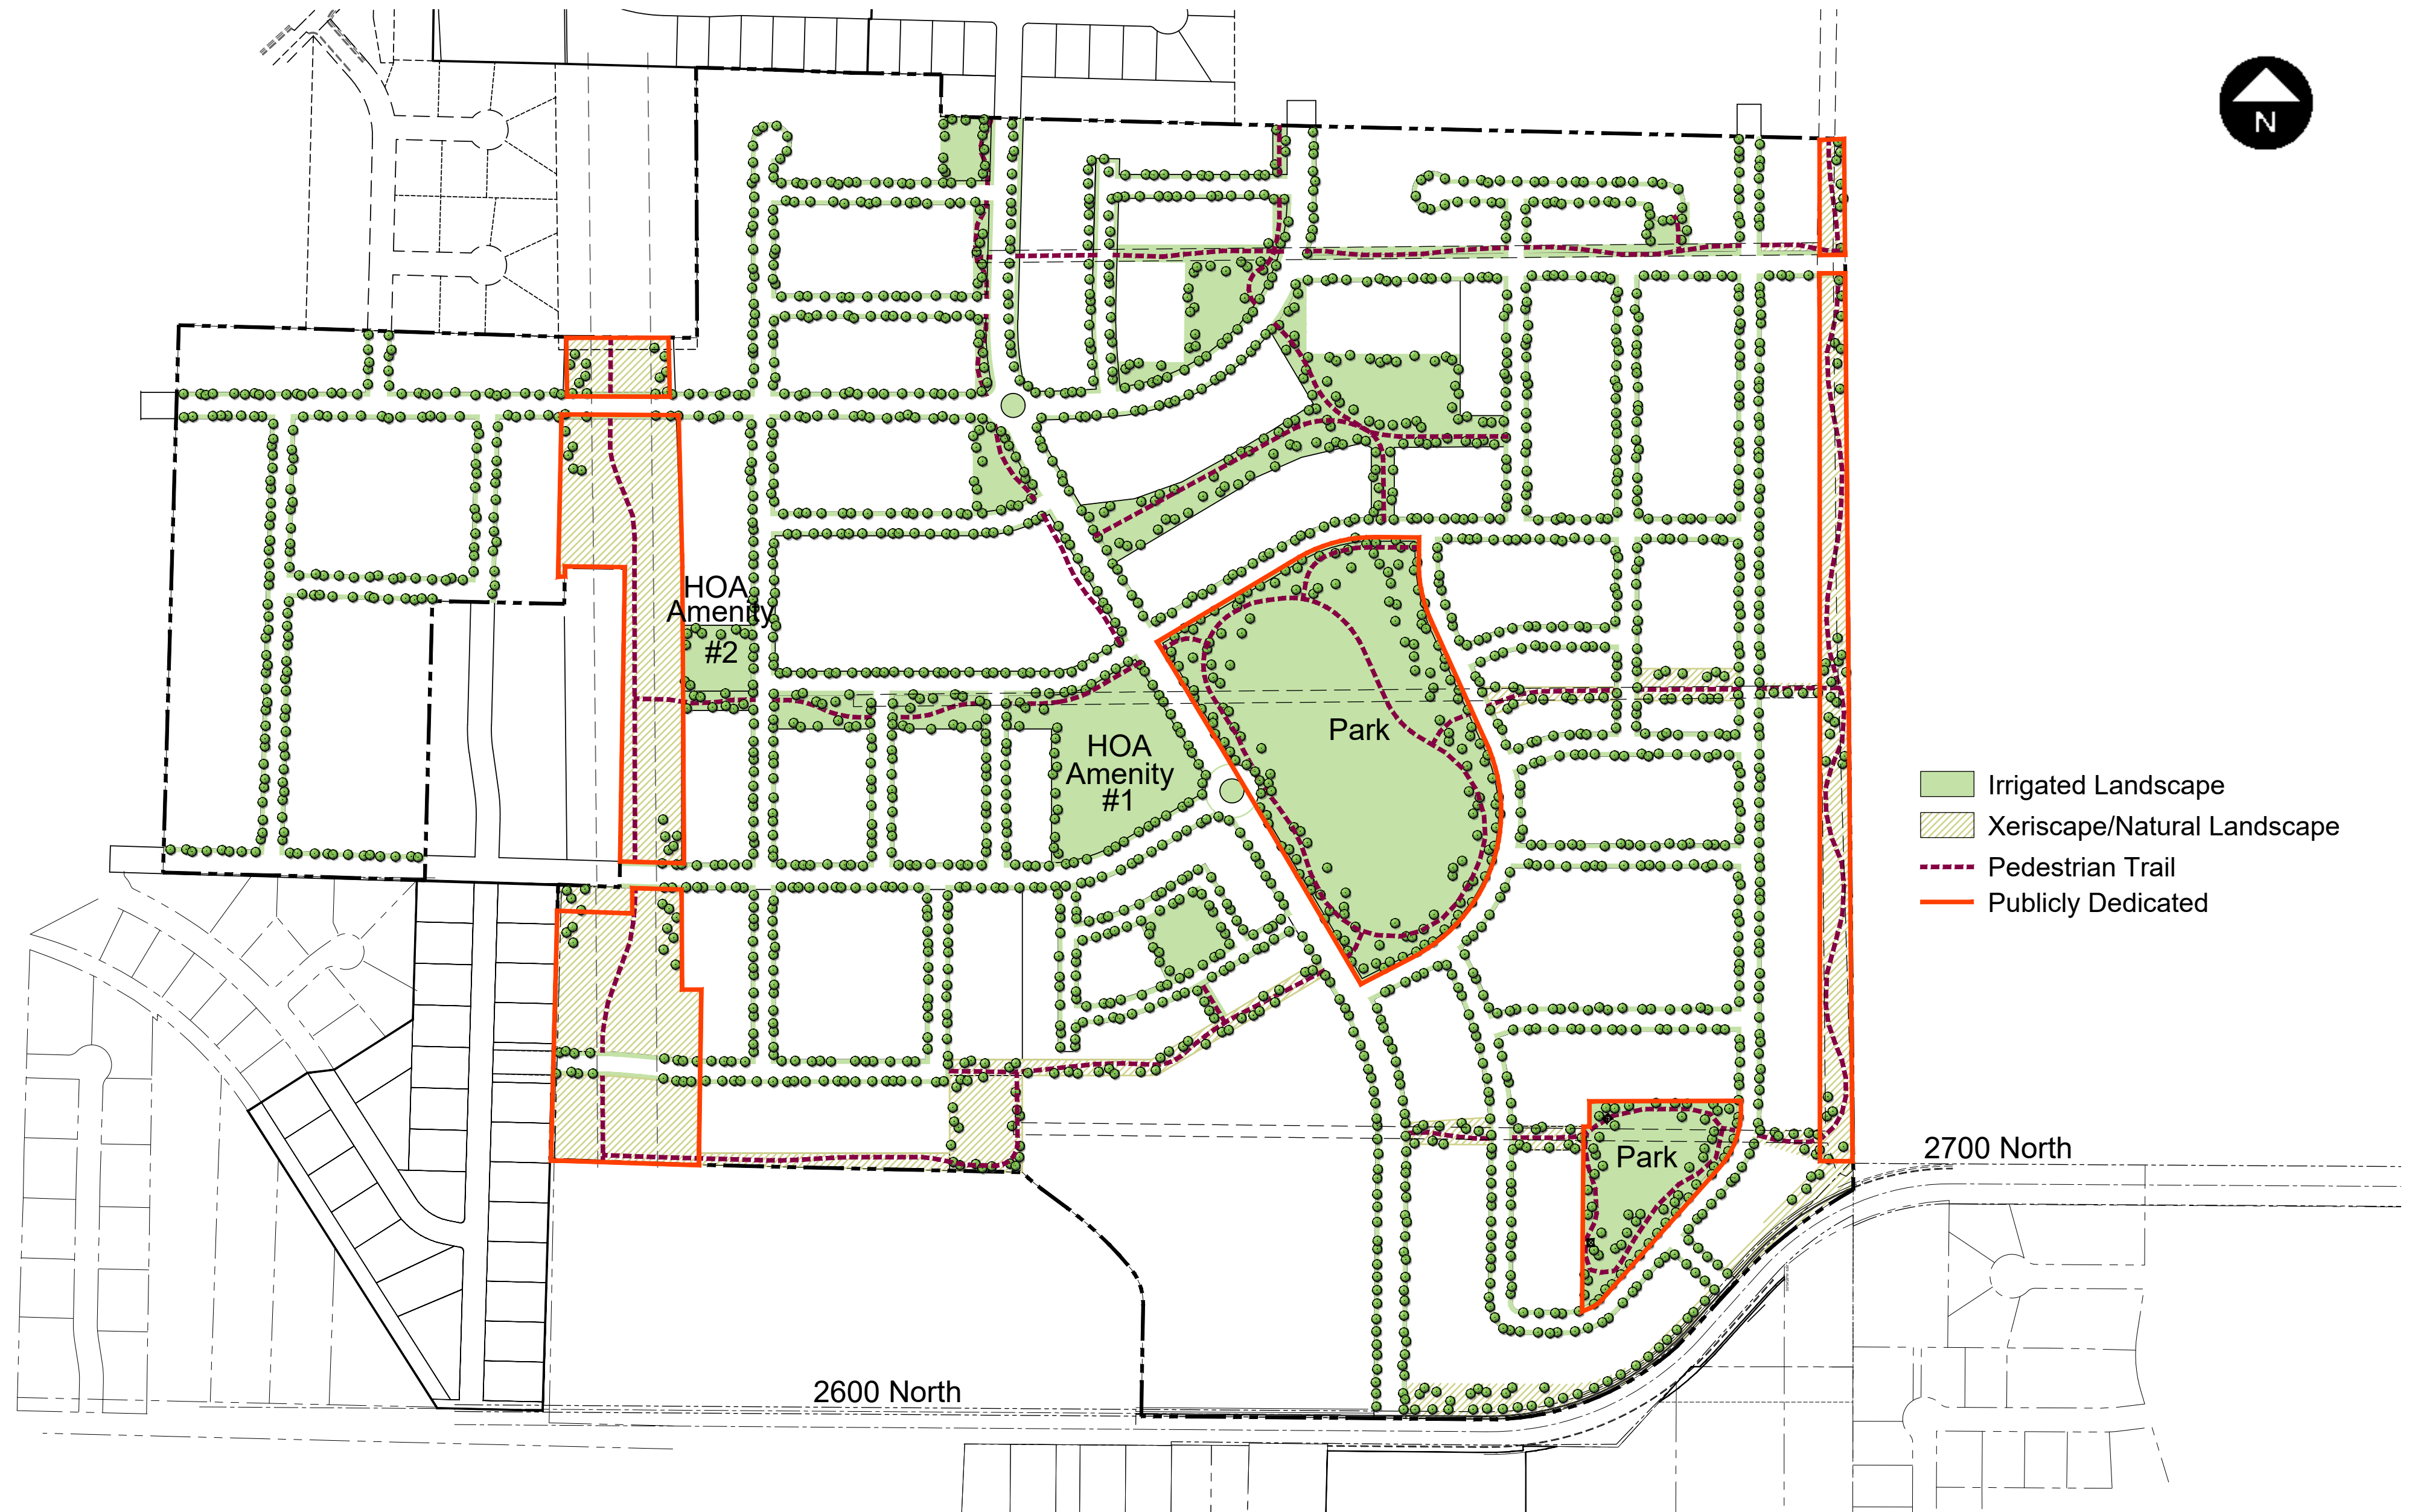 N
HOA
Amenity
#2
Park
HOA
Amenity
#1
Irrigated Landscape
Xeriscape/Natural Landscape
Pedestrian Trail
Publicly Dedicated
2700 North
Park
2600 North